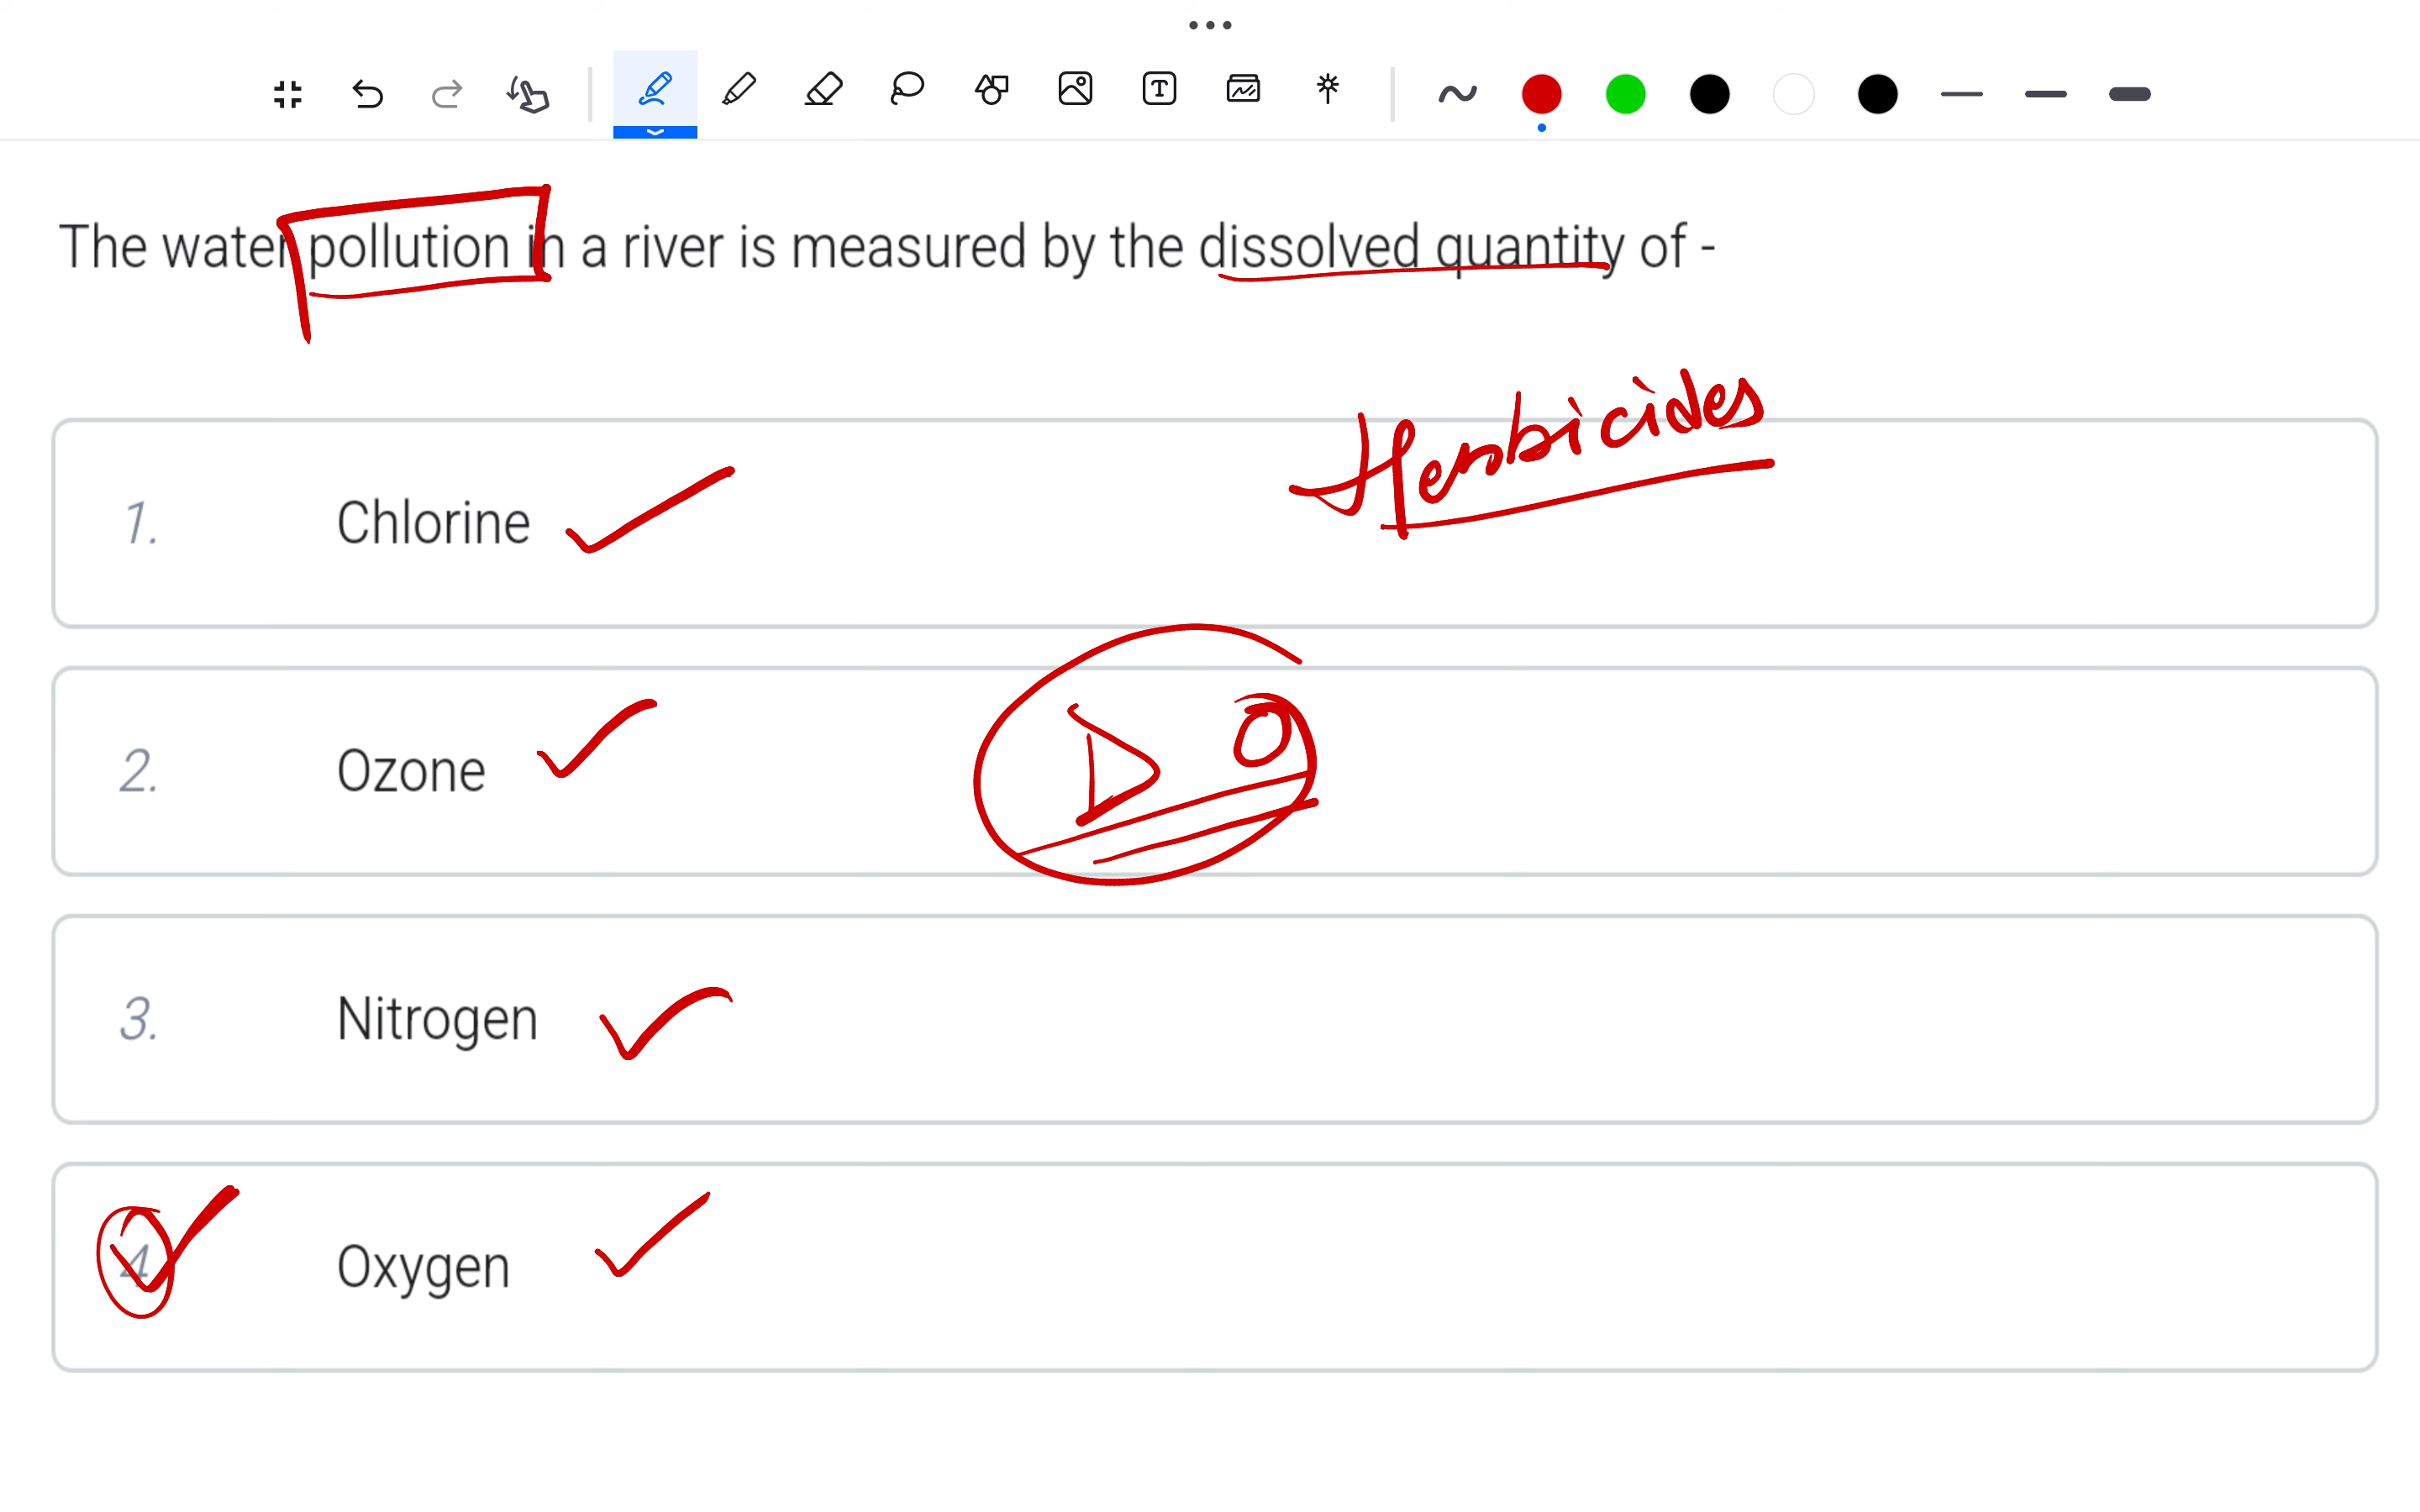 The water pollution in a river is measured by the dissolved quantity of -
Herbicides
1. Chlorine
2. Ozone
D O
3. Nitrogen
4. Oxygen